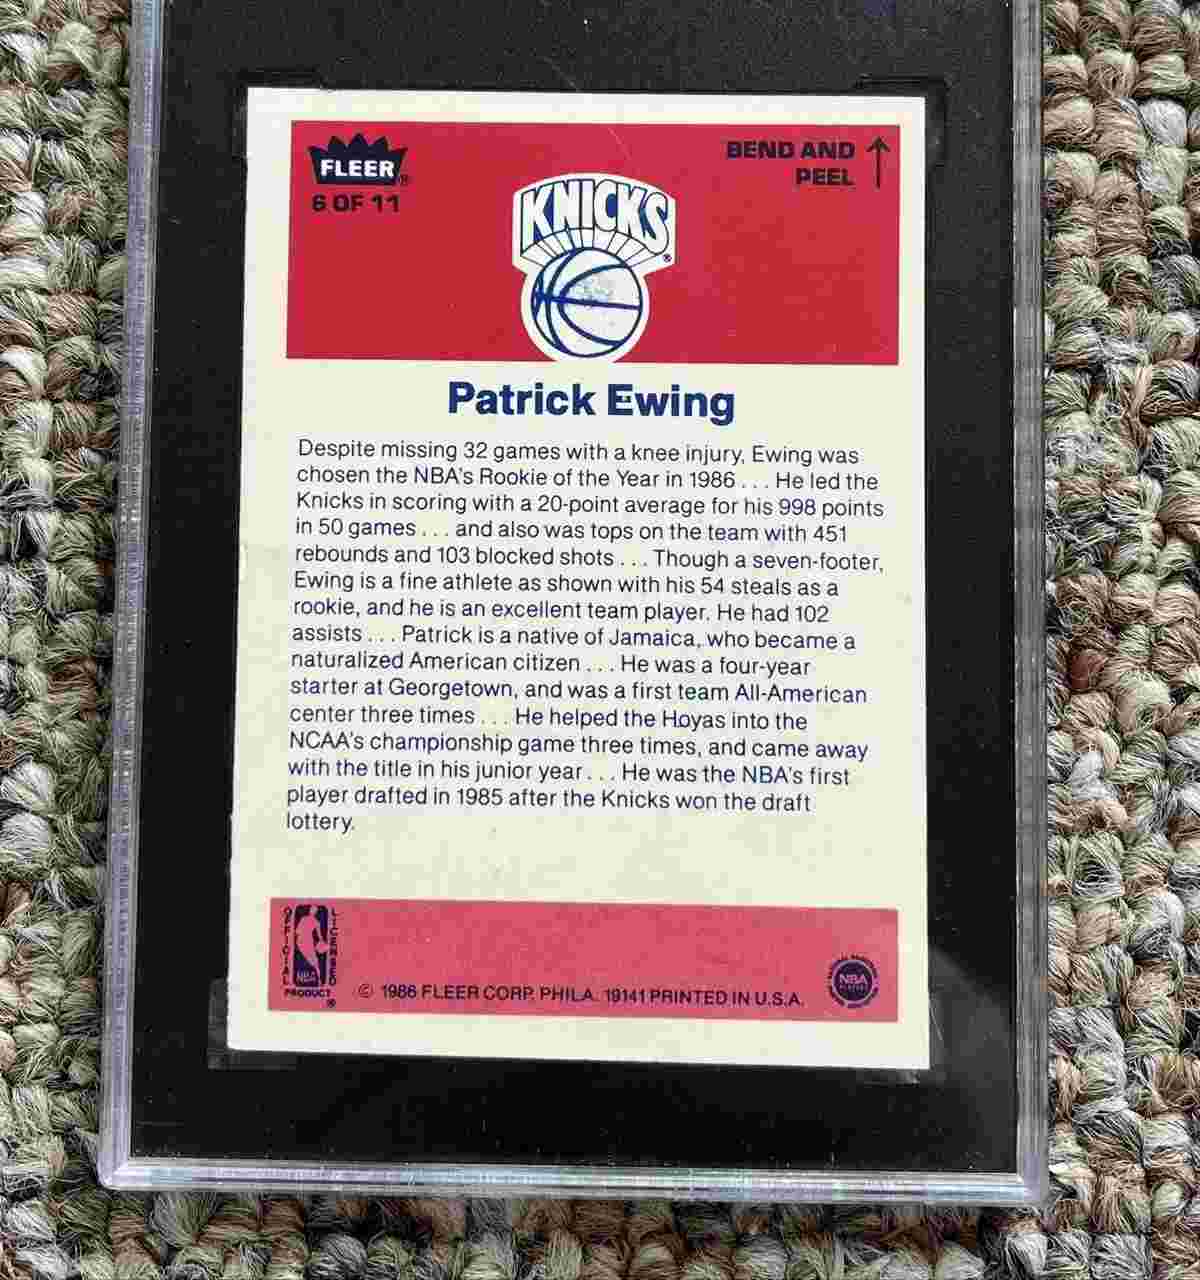 FLEER®
6 OF 11
BEND AND
PEEL
KNICKS®
Patrick Ewing
Despite missing 32 games with a knee injury, Ewing was
chosen the NBA's Rookie of the Year in 1986 . . . He led the
Knicks in scoring with a 20-point average for his 998 points
in 50 games . . . and also was tops on the team with 451
rebounds and 103 blocked shots . . . Though a seven-footer,
Ewing is a fine athlete as shown with his 54 steals as a
rookie, and he is an excellent team player. He had 102
assists . . . Patrick is a native of Jamaica, who became a
naturalized American citizen . . . He was a four-year
starter at Georgetown, and was a first team All-American
center three times . . . He helped the Hoyas into the
NCAA's championship game three times, and came away
with the title in his junior year . . . He was the NBA's first
player drafted in 1985 after the Knicks won the draft
lottery.
OFFICIAL
NBA
LICENSED
PRODUCT®
© 1986 FLEER CORP. PHILA. 19141 PRINTED IN U.S.A.
NBA
PLAYERS